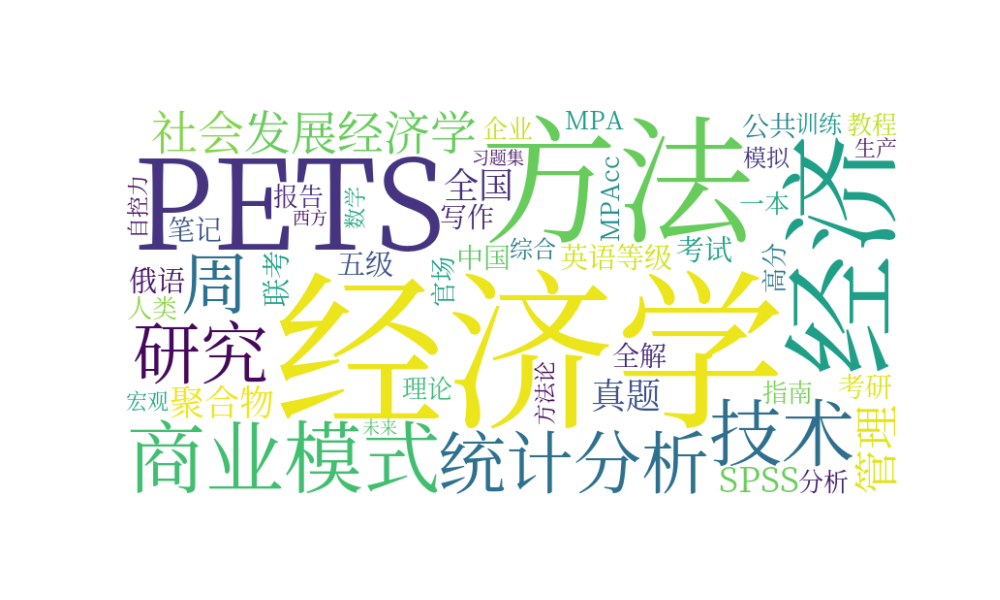 社会发展经济学
企业
MPA
公共
训练
教程
PETS
方法
经济
习题集
模拟
生产
自控力
报告
西方
数学
全国
写作
MPAcc
一本
笔记
周
联考
五级
官场
中国
综合
英语等级
考试
高分
俄语
人类
经济学
研究
全解
宏观
聚合物
理论
方法论
真题
指南
考研
商业模式
未来
统计分析
技术
管理
SPSS
分析